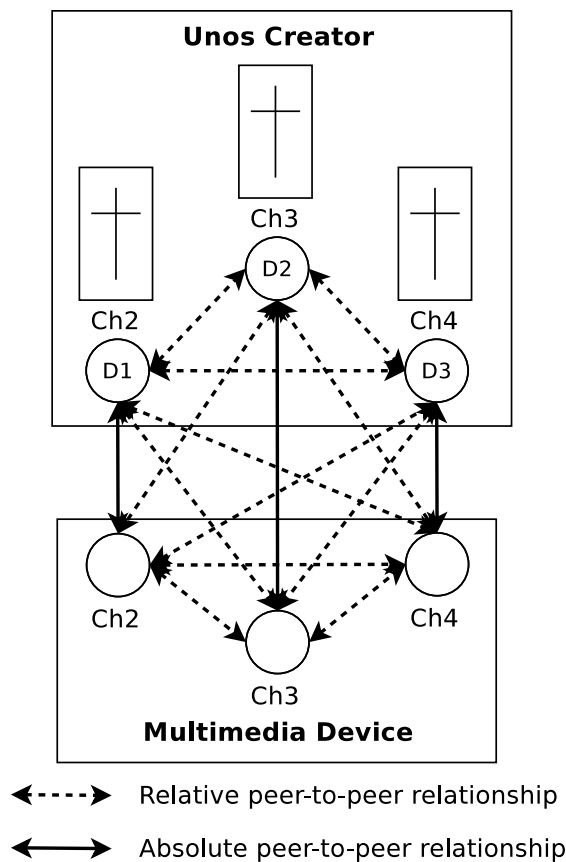 Unos Creator
Ch3
Ch2
Ch4
D2
D1
D3
Ch2
Ch4
Ch3
Multimedia Device
Relative peer-to-peer relationship
Absolute peer-to-peer relationship